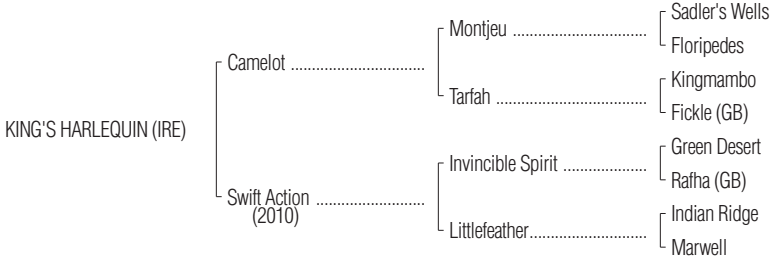 Sadler's Wells
Montjeu ................................
Floripedes
Camelot ................................
Kingmambo
Tarfah ....................................
Fickle (GB)
KING'S HARLEQUIN (IRE)
Green Desert
Invincible Spirit ....................
Rafha (GB)
Swift Action ..........................
(2010)
Indian Ridge
Littlefeather............................
Marwell